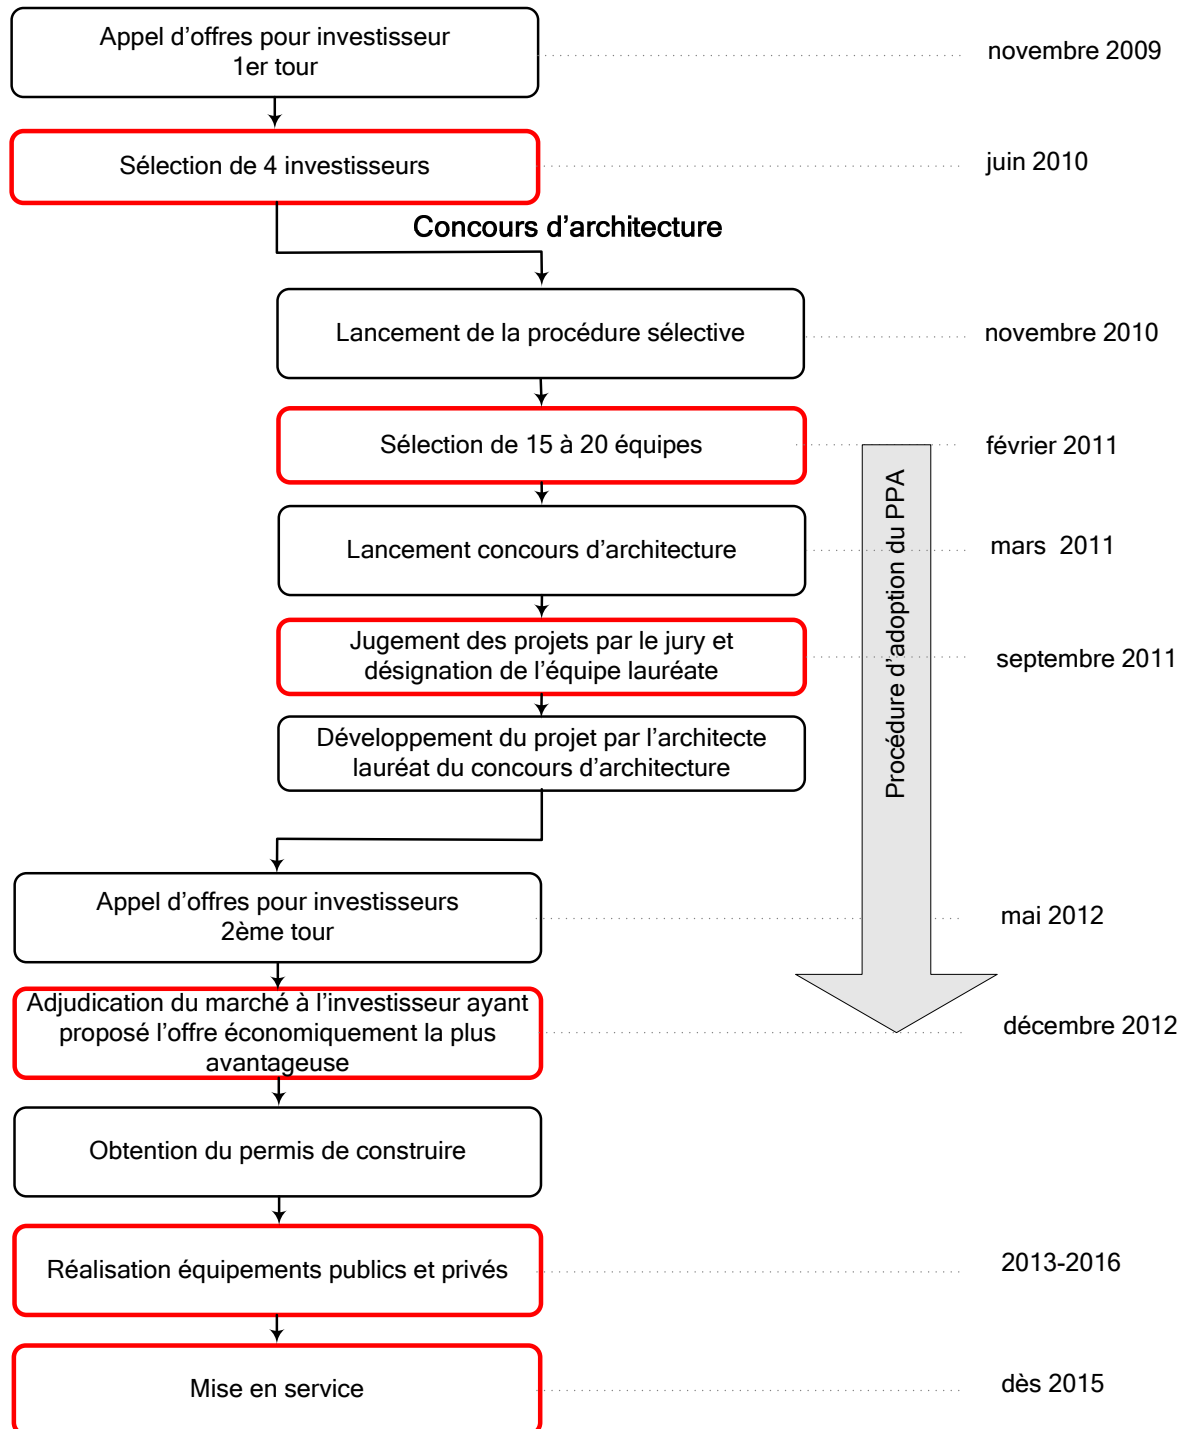 Appel d’offres pour investisseur
1er tour
novembre 2009
Sélection de 4 investisseurs
juin 2010
Concours d’architecture
Lancement de la procédure sélective
novembre 2010
Sélection de 15 à 20 équipes
février 2011
Lancement concours d’architecture
mars 2011
Jugement des projets par le jury et
désignation de l’équipe lauréate
septembre 2011
Développement du projet par l’architecte
lauréat du concours d’architecture
Procédure d’adoption du PPA
Appel d’offres pour investisseurs
2ème tour
mai 2012
Adjudication du marché à l’investisseur ayant
proposé l’offre économiquement la plus
avantageuse
décembre 2012
Obtention du permis de construire
Réalisation équipements publics et privés
2013-2016
Mise en service
dès 2015